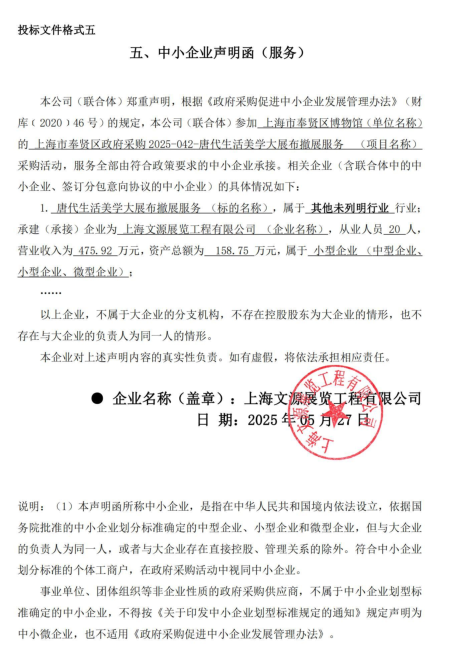 投标文件格式五
五、中小企业声明函（服务）
本公司（联合体）郑重声明，根据《政府采购促进中小企业发展管理办法》（财
库﹝2020﹞46号）的规定，本公司（联合体）参加 上海市奉贤区博物馆（单位名称）
的 上海市奉贤区政府采购2025-042-唐代生活美学大展布撤展服务 （项目名称）
采购活动，服务全部由符合政策要求的中小企业承接。相关企业（含联合体中的中
小企业、签订分包意向协议的中小企业）的具体情况如下：
1. 唐代生活美学大展布撤展服务 （标的名称），属于 其他未列明行业 行业；
承建（承接）企业为 上海文源展览工程有限公司 （企业名称），从业人员 20 人，
营业收入为 475.92 万元，资产总额为 158.75 万元，属于 小型企业 （中型企业、
小型企业、微型企业）；
……
以上企业，不属于大企业的分支机构，不存在控股股东为大企业的情形，也不
存在与大企业的负责人为同一人的情形。
本企业对上述声明内容的真实性负责。如有虚假，将依法承担相应责任。
● 企业名称（盖章）：上海文源展览工程有限公司
日 期：2025年05月27日
上海文源展览工程有限公司
说明：（1）本声明函所称中小企业，是指在中华人民共和国境内依法设立，依据国
务院批准的中小企业划分标准确定的中型企业、小型企业和微型企业，但与大企业
的负责人为同一人，或者与大企业存在直接控股、管理关系的除外。符合中小企业
划分标准的个体工商户，在政府采购活动中视同中小企业。
事业单位、团体组织等非企业性质的政府采购供应商，不属于中小企业划型标
准确定的中小企业，不得按《关于印发中小企业划型标准规定的通知》规定声明为
中小微企业，也不适用《政府采购促进中小企业发展管理办法》。